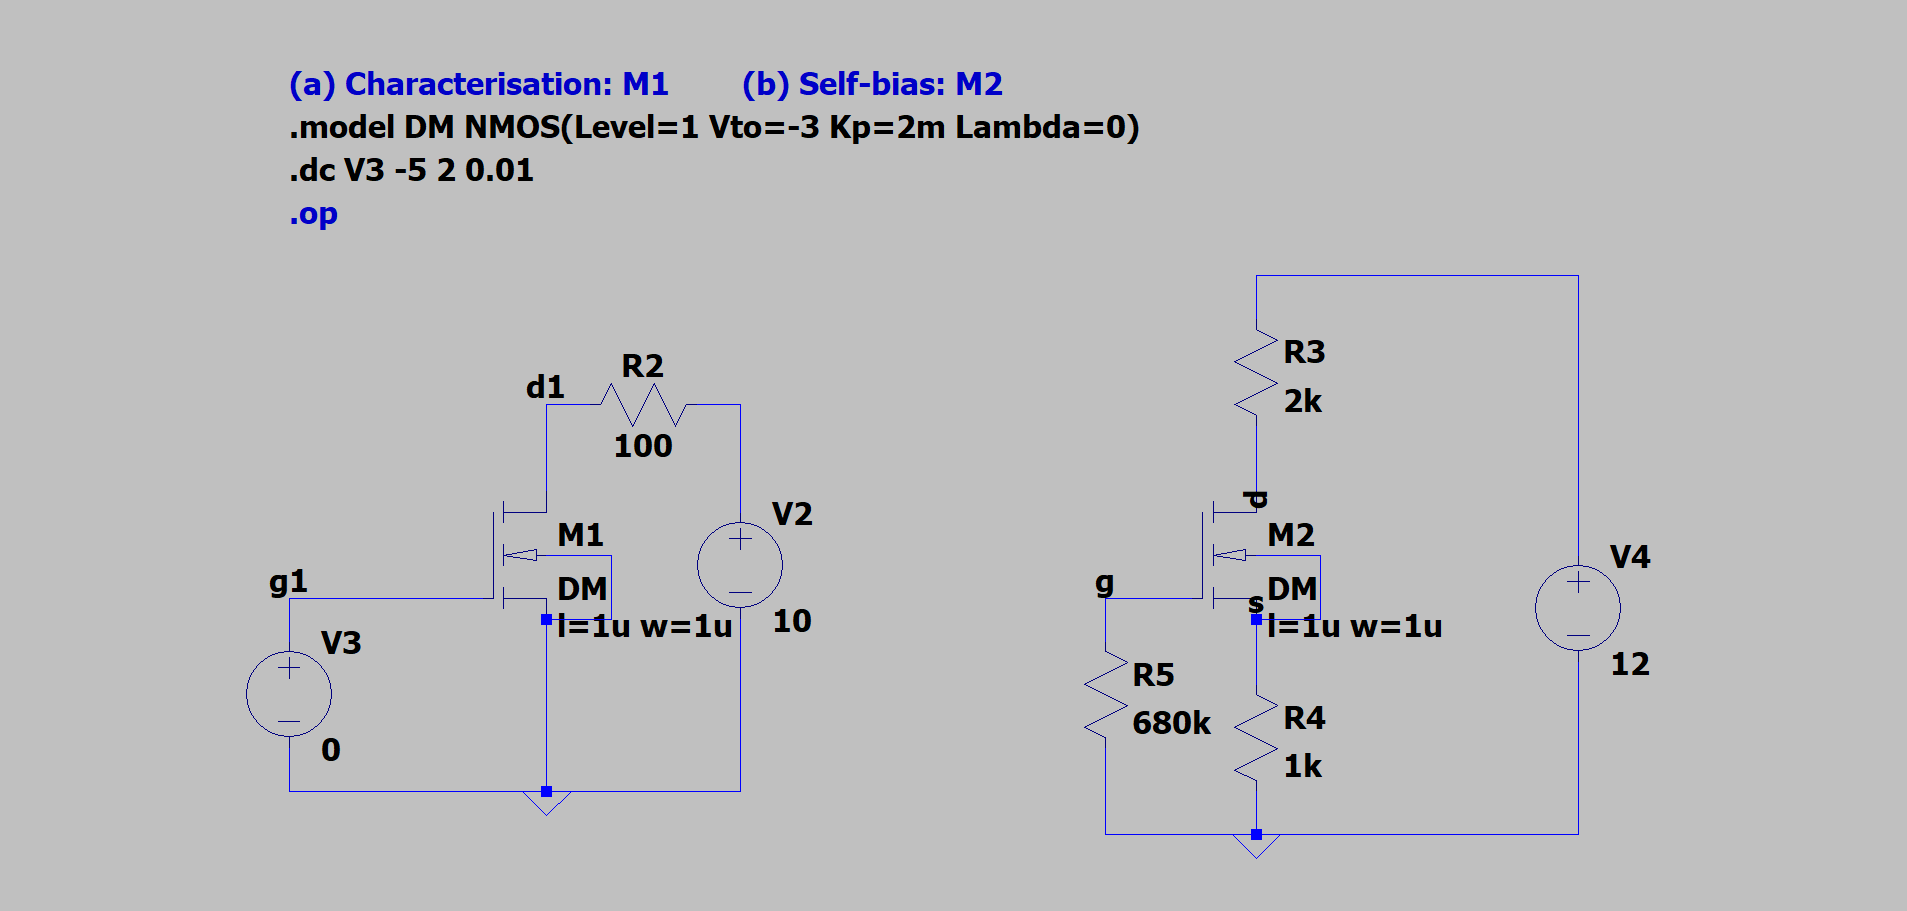 (a) Characterisation: M1 (b) Self-bias: M2
.model DM NMOS(Level=1 Vto=-3 Kp=2m Lambda=0)
.dc V3 -5 2 0.01
.op
R2
d1
100
M1
V2
g1
DM
l=1u w=1u
10
V3
0
R3
2k
d
M2
V4
g
DM
s
l=1u w=1u
12
R5
680k
R4
1k